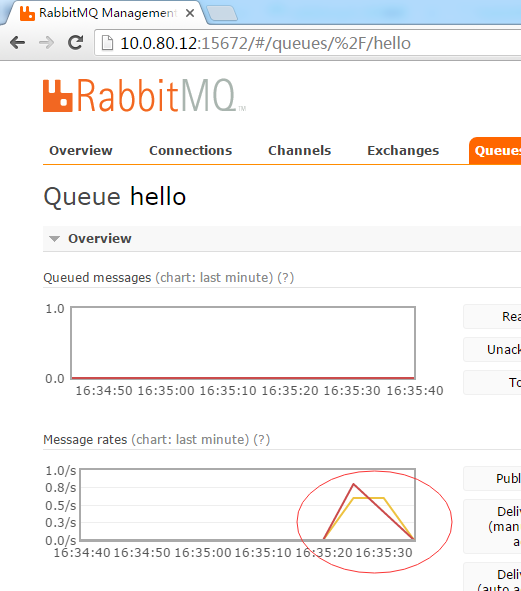 RabbitMQ Management
10.0.80.12:15672/#/queues/%2F/hello
RabbitMQ™
Overview Connections Channels Exchanges Queues
Queue hello
Overview
Queued messages (chart: last minute) (?)
1.0
0.0
16:34:50 16:35:00 16:35:10 16:35:20 16:35:30 16:35:40
Rea
Unack
To
Message rates (chart: last minute) (?)
1.0/s
0.8/s
0.5/s
0.3/s
0.0/s
16:34:40 16:34:50 16:35:00 16:35:10 16:35:20 16:35:30
Publ
Deliv
(man
a
Deliv
(auto a